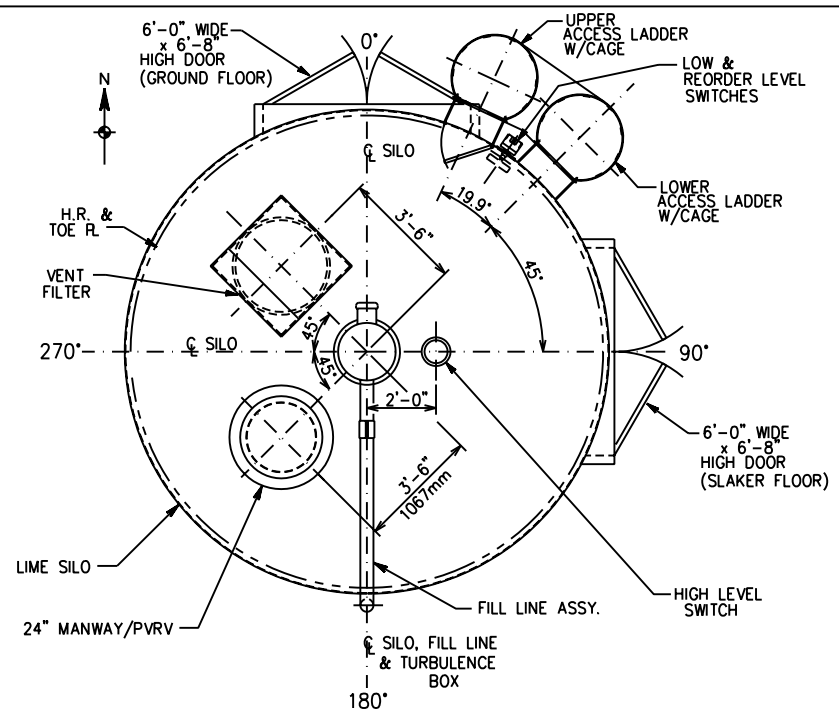 6'-0" WIDE
x 6'-8"
HIGH DOOR
(GROUND FLOOR)
0°
UPPER
ACCESS LADDER
W/CAGE
LOW &
REORDER LEVEL
SWITCHES
N
℄ SILO
19.9°
LOWER
ACCESS LADDER
W/CAGE
H.R. &
TOE PL
3'-6"
45°
VENT
FILTER
45°
270°
℄ SILO
90°
45°
2'-0"
6'-0" WIDE
x 6'-8"
HIGH DOOR
(SLAKER FLOOR)
3'-6"
1067mm
LIME SILO
HIGH LEVEL
SWITCH
24" MANWAY/PVRV
FILL LINE ASSY.
℄ SILO, FILL LINE
& TURBULENCE
BOX
180°